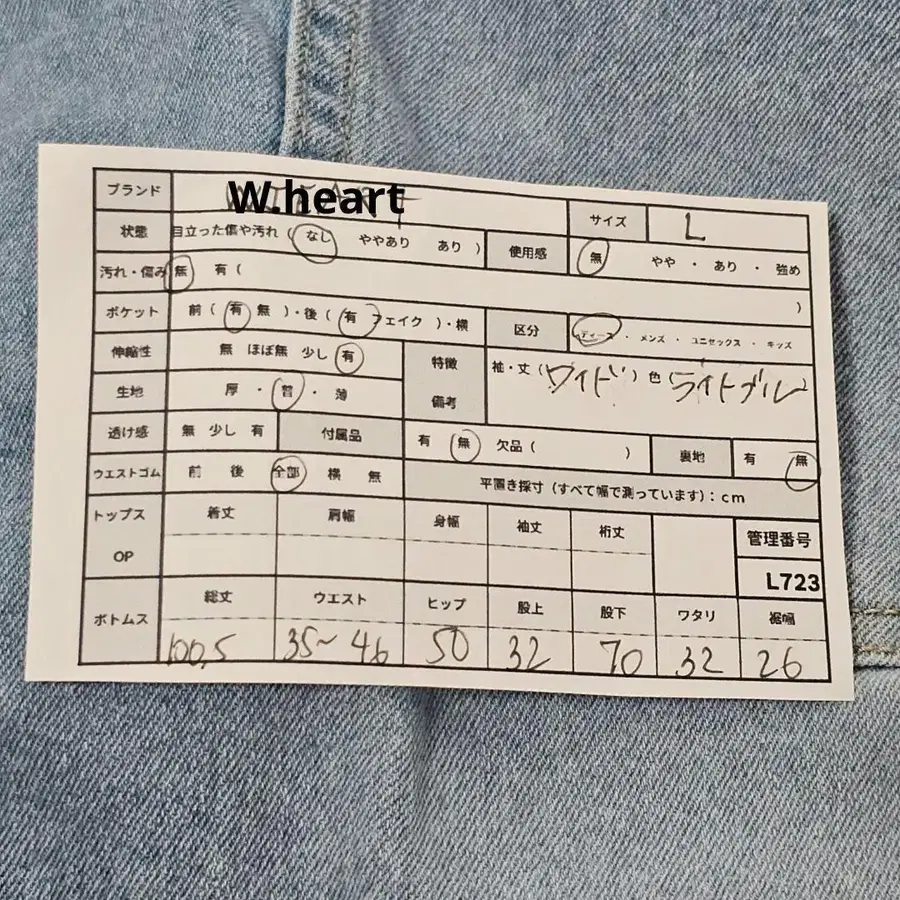 ブランド W.heart サイズ L
状態 目立った傷や汚れ ( なし ややあり あり ) 使用感 無 やや ・ あり ・ 強め
汚れ・傷み 無 有 ( )
ポケット 前 ( 有 無 )・後 ( 有 フェイク )・横 区分 レディース ・ メンズ ・ ユニセックス ・ キッズ
伸縮性 無 ほぼ無 少し 有 特徴 備考 袖・丈 (ワイド) 色 (ライトブルー
生地 厚 ・ 普 ・ 薄
透け感 無 少し 有 付属品 有 無 欠品 ( ) 裏地 有 無
ウエストゴム 前 後 全部 横 無 平置き採寸 (すべて幅で測っています) : cm
トップス OP 着丈 肩幅 身幅 袖丈 裄丈 管理番号
L723
ボトムス 総丈 ウエスト ヒップ 股上 股下 ワタリ 裾幅
100.5 35~46 50 32 70 32 26